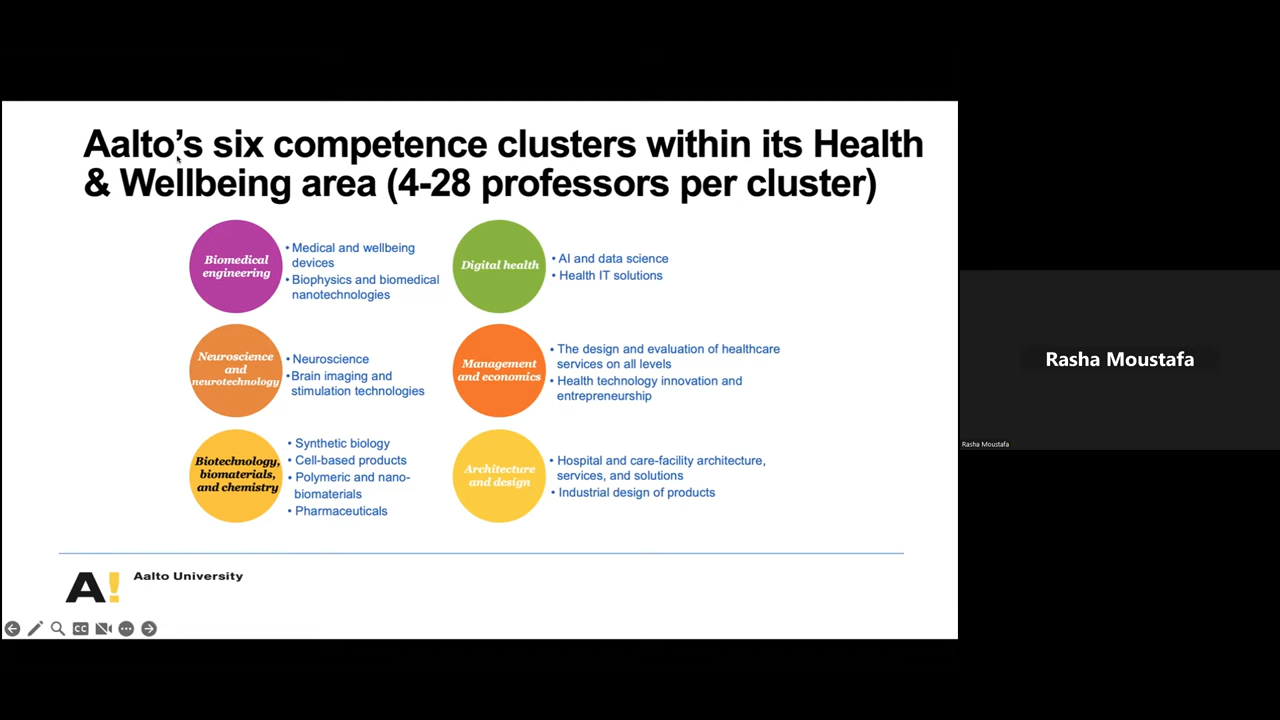 Aalto's six competence clusters within its Health
& Wellbeing area (4-28 professors per cluster)
Biomedical
engineering
• Medical and wellbeing
devices
• Biophysics and biomedical
nanotechnologies
Digital health
• AI and data science
• Health IT solutions
Neuroscience
and
neurotechnology
• Neuroscience
• Brain imaging and
stimulation technologies
Management
and economics
• The design and evaluation of healthcare
services on all levels
• Health technology innovation and
entrepreneurship
Biotechnology,
biomaterials,
and chemistry
• Synthetic biology
• Cell-based products
• Polymeric and nano-
biomaterials
• Pharmaceuticals
Architecture
and design
• Hospital and care-facility architecture,
services, and solutions
• Industrial design of products
A!
Aalto University
CC
Rasha Moustafa
Rasha Moustafa